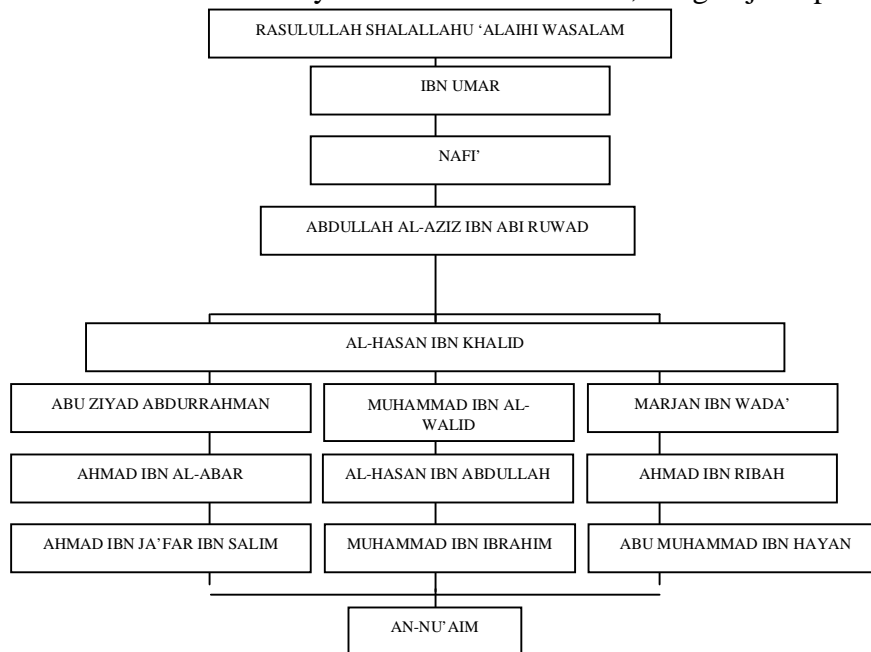 RASULULLAH SHALALLAHU ‘ALAIHI WASALAM
IBN UMAR
NAFI’
ABDULLAH AL-AZIZ IBN ABI RUWAD
AL-HASAN IBN KHALID
ABU ZIYAD ABDURRAHMAN
MUHAMMAD IBN AL-
WALID
MARJAN IBN WADA’
AHMAD IBN AL-ABAR
AL-HASAN IBN ABDULLAH
AHMAD IBN RIBAH
AHMAD IBN JA’FAR IBN SALIM
MUHAMMAD IBN IBRAHIM
ABU MUHAMMAD IBN HAYAN
AN-NU’AIM